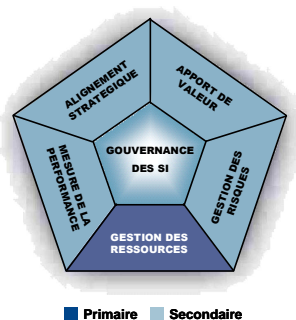 ALIGNEMENT
STRATEGIQUE
APPORT DE
VALEUR
GOUVERNANCE
DES SI
MESURE DE LA
PERFORMANCE
GESTION DES
RISQUES
GESTION DES
RESSOURCES
Primaire Secondaire